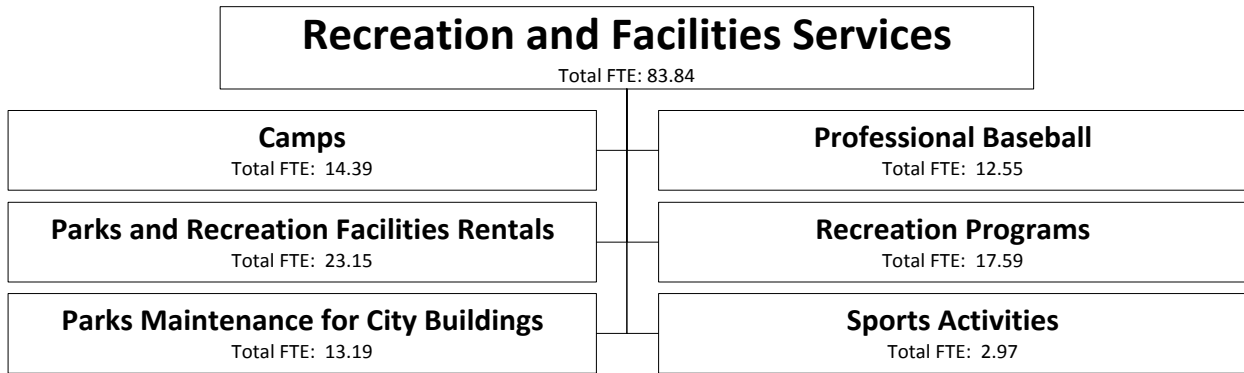 Recreation and Facilities Services
Total FTE: 83.84
Camps
Total FTE: 14.39
Professional Baseball
Total FTE: 12.55
Parks and Recreation Facilities Rentals
Total FTE: 23.15
Recreation Programs
Total FTE: 17.59
Parks Maintenance for City Buildings
Total FTE: 13.19
Sports Activities
Total FTE: 2.97